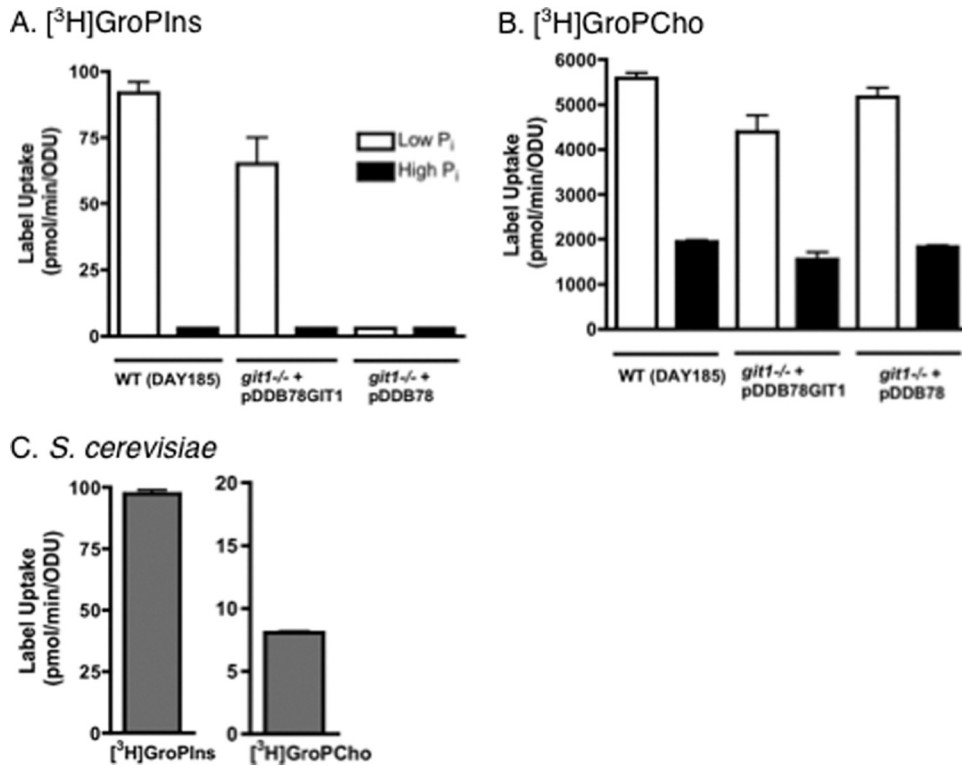 A. [³H]GroPIns
Label Uptake
(pmol/min/ODU)
100
75
50
25
0
Low Pi
High Pi
WT (DAY185)
git1-/- +
pDDB78GIT1
git1-/- +
pDDB78
B. [³H]GroPCho
Label Uptake
(pmol/min/ODU)
6000
5000
4000
3000
2000
1000
0
WT (DAY185)
git1-/- +
pDDB78GIT1
git1-/- +
pDDB78
C. S. cerevisiae
Label Uptake
(pmol/min/ODU)
100
75
50
25
0
[³H]GroPIns
20
15
10
5
0
[³H]GroPCho